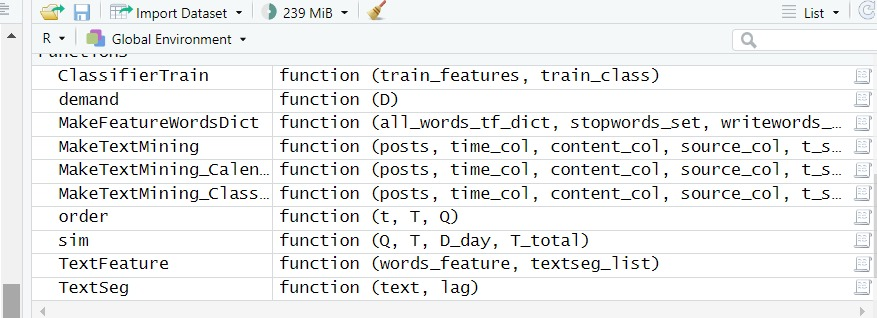 Import Dataset 239 MiB List
R Global Environment
Functions
ClassifierTrain function (train_features, train_class)
demand function (D)
MakeFeatureWordsDict function (all_words_tf_dict, stopwords_set, writewords_…
MakeTextMining function (posts, time_col, content_col, source_col, t_s…
MakeTextMining_Calen… function (posts, time_col, content_col, source_col, t_s…
MakeTextMining_Class… function (posts, time_col, content_col, source_col, t_s…
order function (t, T, Q)
sim function (Q, T, D_day, T_total)
TextFeature function (words_feature, textseg_list)
TextSeg function (text, lag)